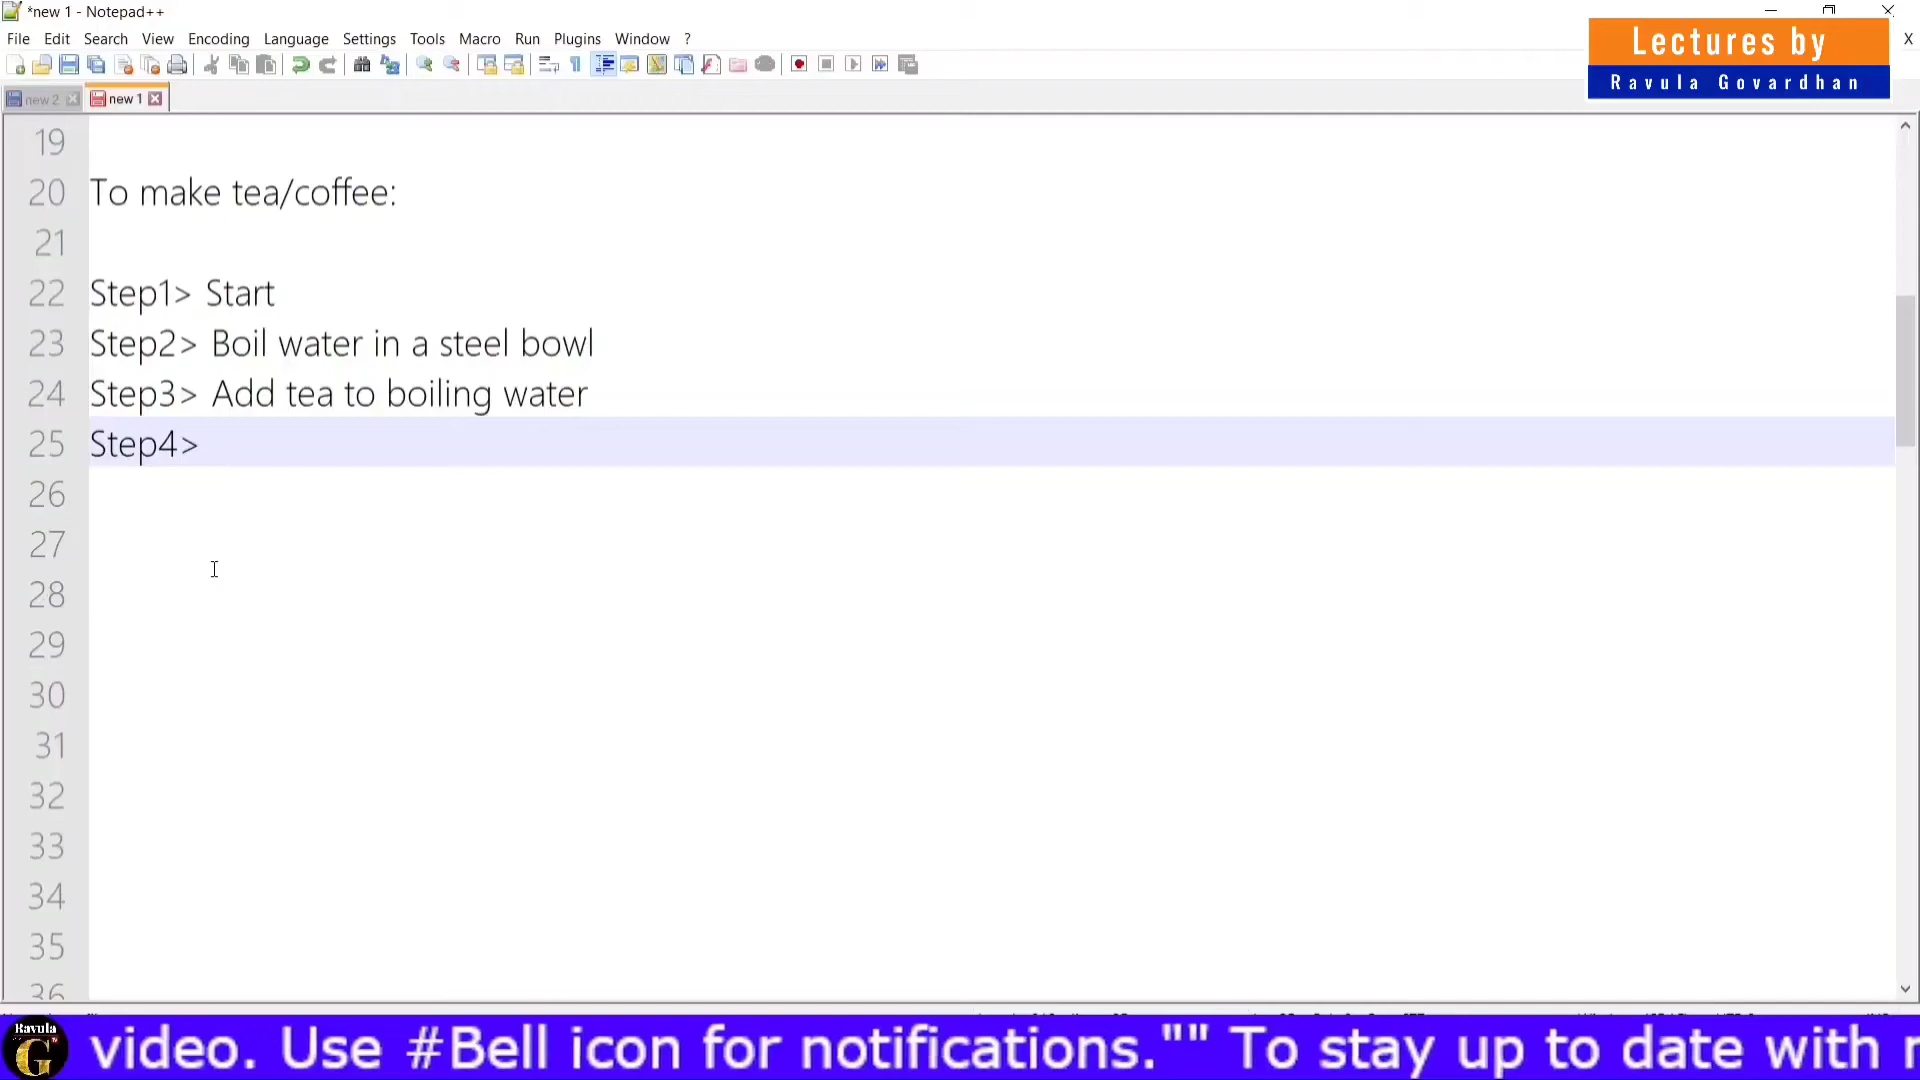 *new 1 - Notepad++
File Edit Search View Encoding Language Settings Tools Macro Run Plugins Window ?
X
Lectures by
Ravula Govardhan
new 2
new 1
19
20 To make tea/coffee:
21
22 Step1> Start
23 Step2> Boil water in a steel bowl
24 Step3> Add tea to boiling water
25 Step4>
26
27
28
29
30
31
32
33
34
35
36
Ravula
G
video. Use #Bell icon for notifications."" To stay up to date with